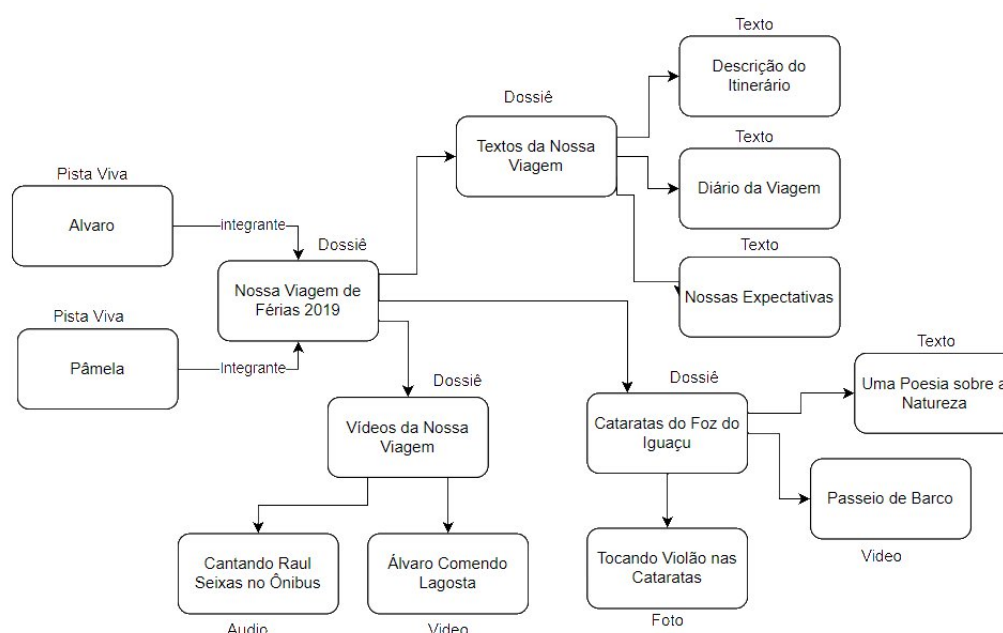 Texto
Descrição do
Itinerário
Dossiê
Textos da Nossa
Viagem
Texto
Diário da Viagem
Pista Viva
Alvaro
integrante
Dossiê
Nossa Viagem de
Férias 2019
Texto
Nossas Expectativas
Pista Viva
Pâmela
integrante
Dossiê
Vídeos da Nossa
Viagem
Dossiê
Cataratas do Foz do
Iguaçu
Texto
Uma Poesia sobre a
Natureza
Passeio de Barco
Video
Cantando Raul
Seixas no Ônibus
Audio
Álvaro Comendo
Lagosta
Video
Tocando Violão nas
Cataratas
Foto